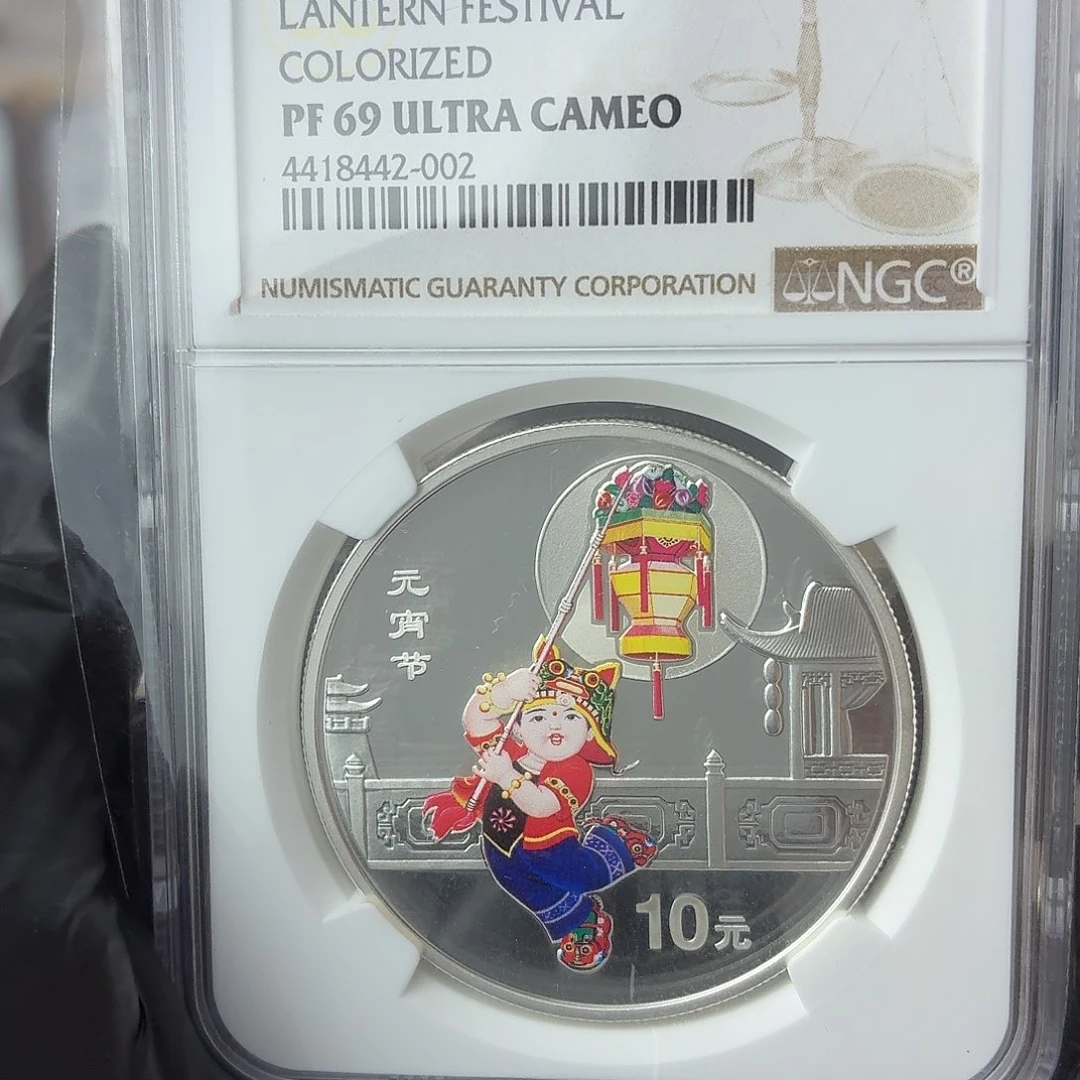 LANTERN FESTIVAL
COLORIZED
PF 69 ULTRA CAMEO
4418442-002
NUMISMATIC GUARANTY CORPORATION
NGC®
元宵节
10元